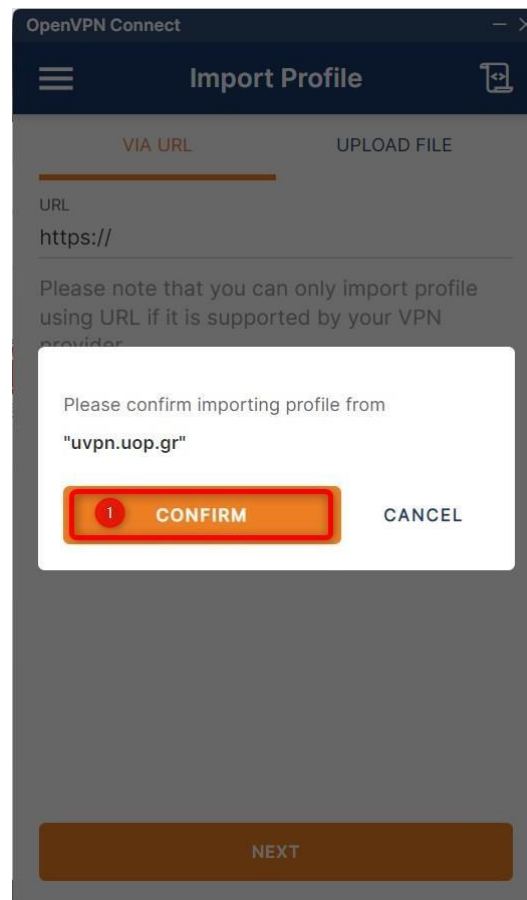 OpenVPN Connect
Import Profile
VIA URL
UPLOAD FILE
URL
https://
Please note that you can only import profile
using URL if it is supported by your VPN
provider
Please confirm importing profile from
"uvpn.uop.gr"
1
CONFIRM
CANCEL
NEXT